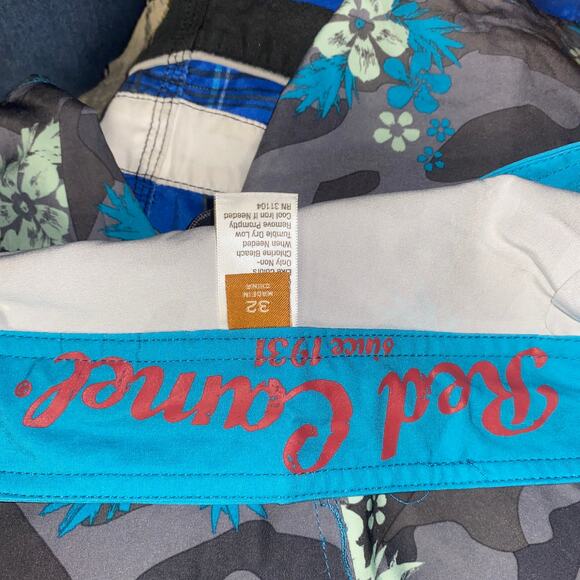 Red Camel®
since 1931
32
MADE IN
CHINA
Like Colors
Only Non-
Chlorine Bleach
When Needed
Tumble Dry Low
Remove Promptly
Cool Iron if Needed
RN 31104